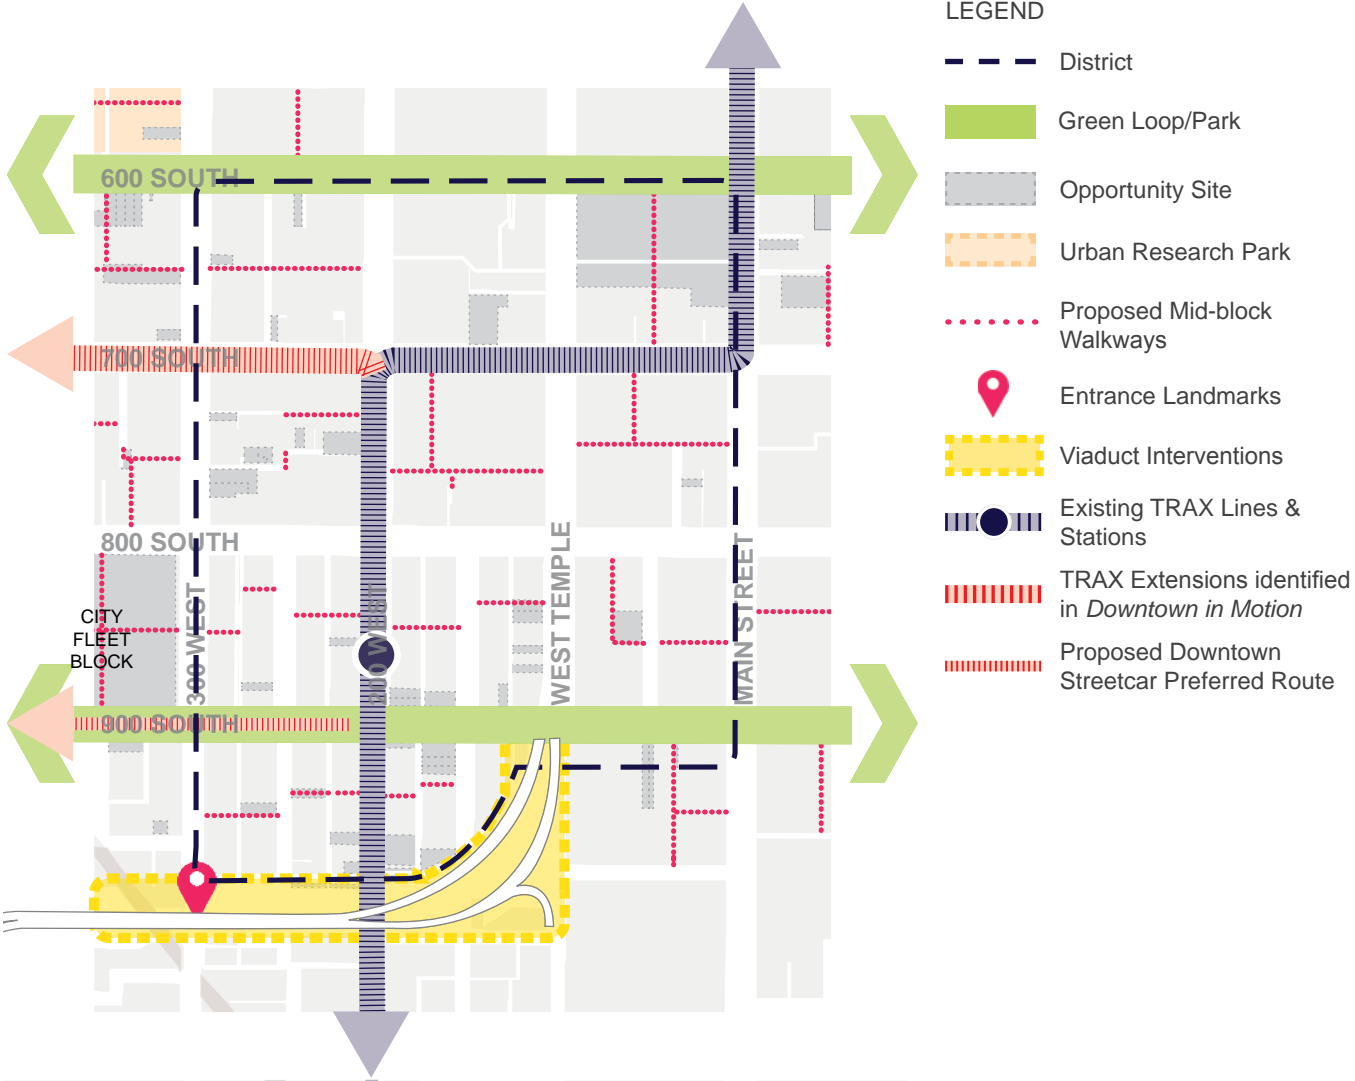 LEGEND
District
Green Loop/Park
Opportunity Site
Urban Research Park
Proposed Mid-block
Walkways
Entrance Landmarks
Viaduct Interventions
Existing TRAX Lines &
Stations
TRAX Extensions identified
in Downtown in Motion
Proposed Downtown
Streetcar Preferred Route
600 SOUTH
700 SOUTH
800 SOUTH
CITY
FLEET
BLOCK
300 WEST
200 WEST
WEST TEMPLE
MAIN STREET
900 SOUTH